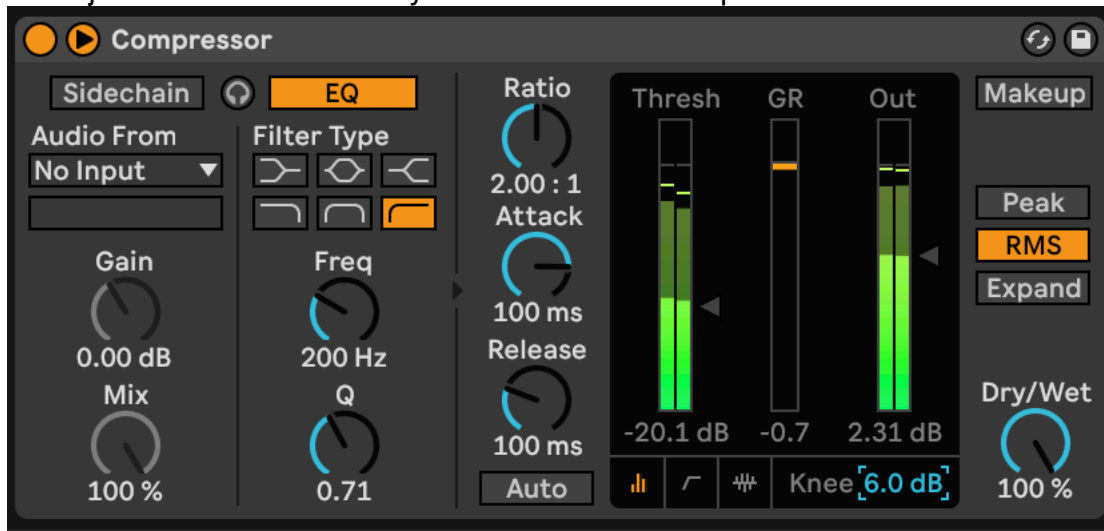 Compressor
Sidechain
EQ
Audio From
No Input
Filter Type
Gain
0.00 dB
Freq
200 Hz
Mix
100 %
Q
0.71
Ratio
2.00 : 1
Attack
100 ms
Release
100 ms
Auto
Thresh
GR
Out
-20.1 dB
-0.7
2.31 dB
Knee
6.0 dB
Makeup
Peak
RMS
Expand
Dry/Wet
100 %